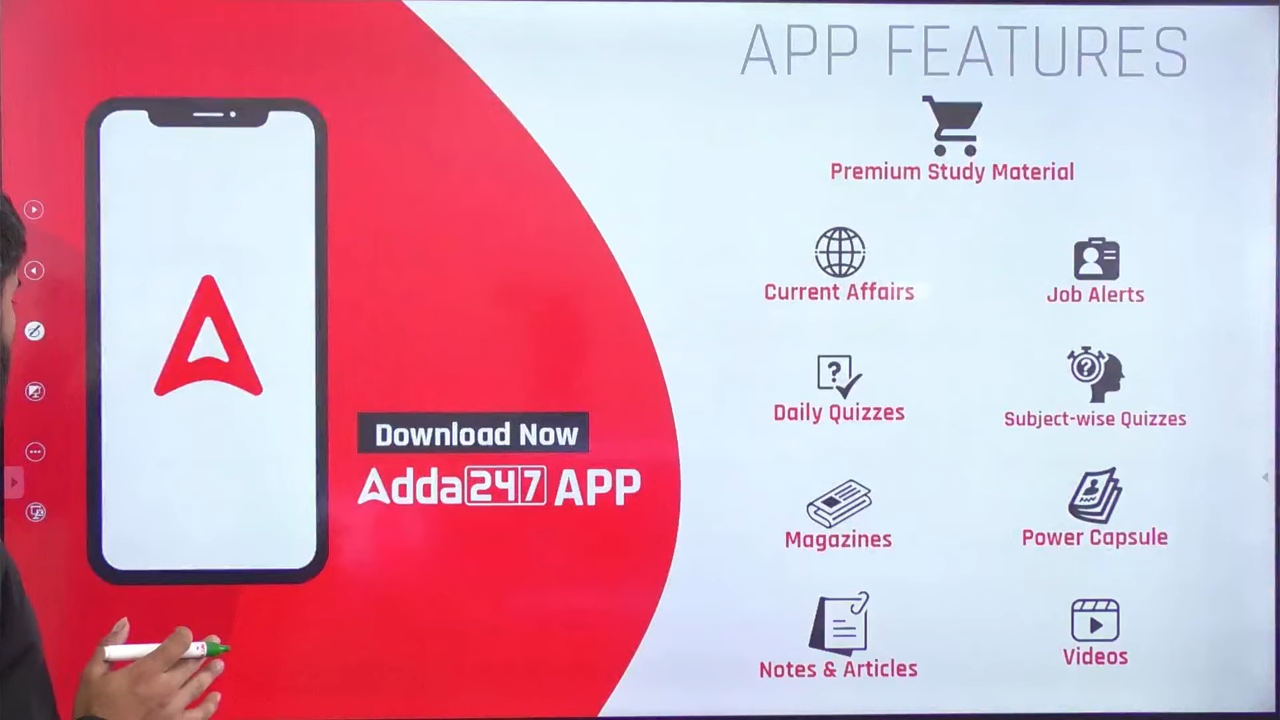 APP FEATURES
Premium Study Material
Current Affairs
Job Alerts
Daily Quizzes
Subject-wise Quizzes
Download Now
Adda247 APP
Magazines
Power Capsule
Notes & Articles
Videos